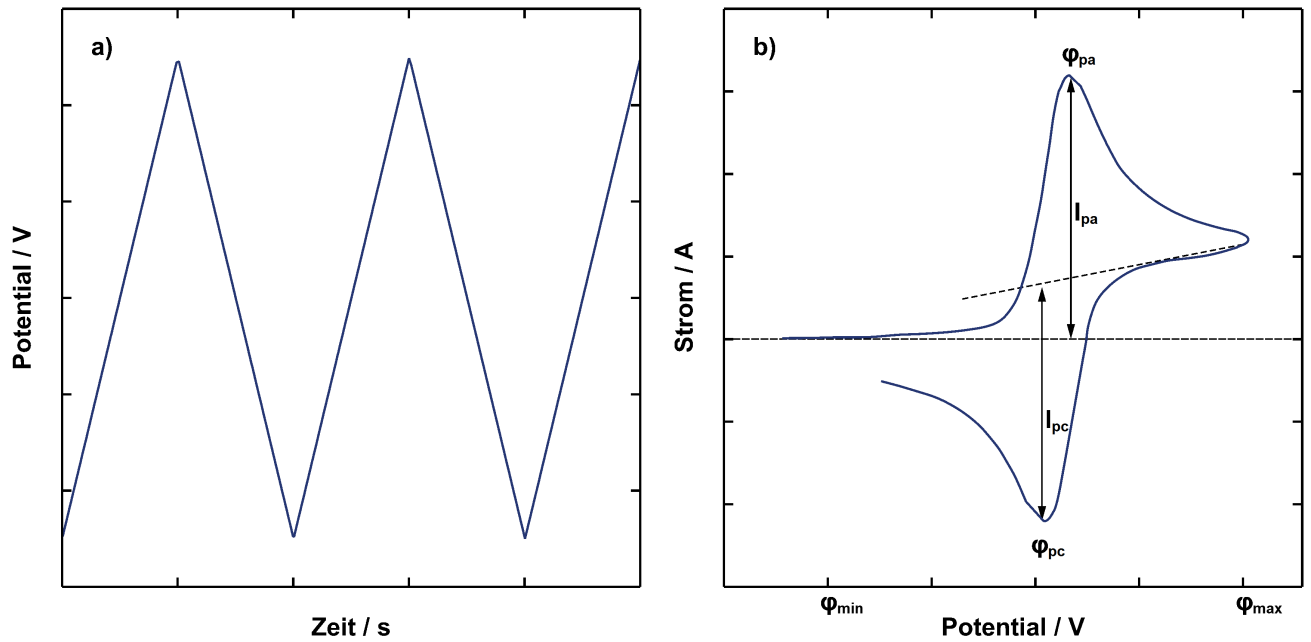 a)
Potential / V
Zeit / s
b)
φpa
Ipa
Strom / A
Ipc
φpc
φmin
φmax
Potential / V